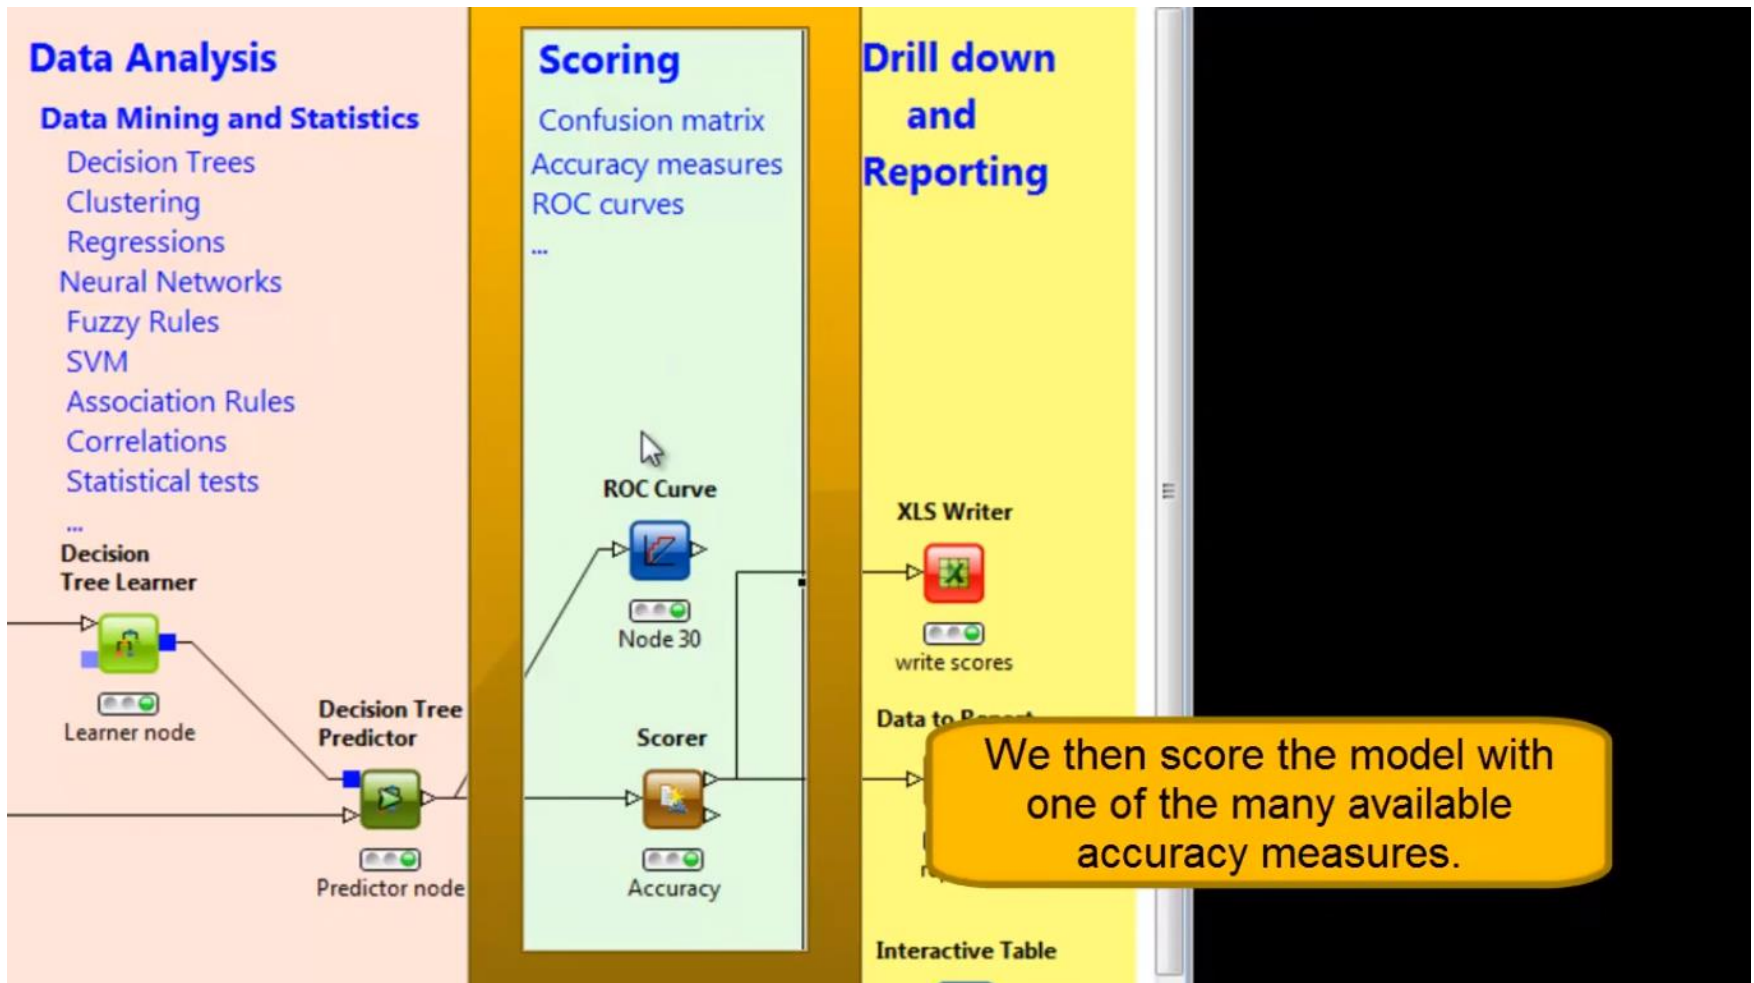 Data Analysis
Data Mining and Statistics
Decision Trees
Clustering
Regressions
Neural Networks
Fuzzy Rules
SVM
Association Rules
Correlations
Statistical tests
...
Decision
Tree Learner
Learner node
Decision Tree
Predictor
Predictor node
Scoring
Confusion matrix
Accuracy measures
ROC curves
...
ROC Curve
Node 30
Scorer
Accuracy
Drill down
and
Reporting
XLS Writer
write scores
Data to
We then score the model with
one of the many available
accuracy measures.
Interactive Table